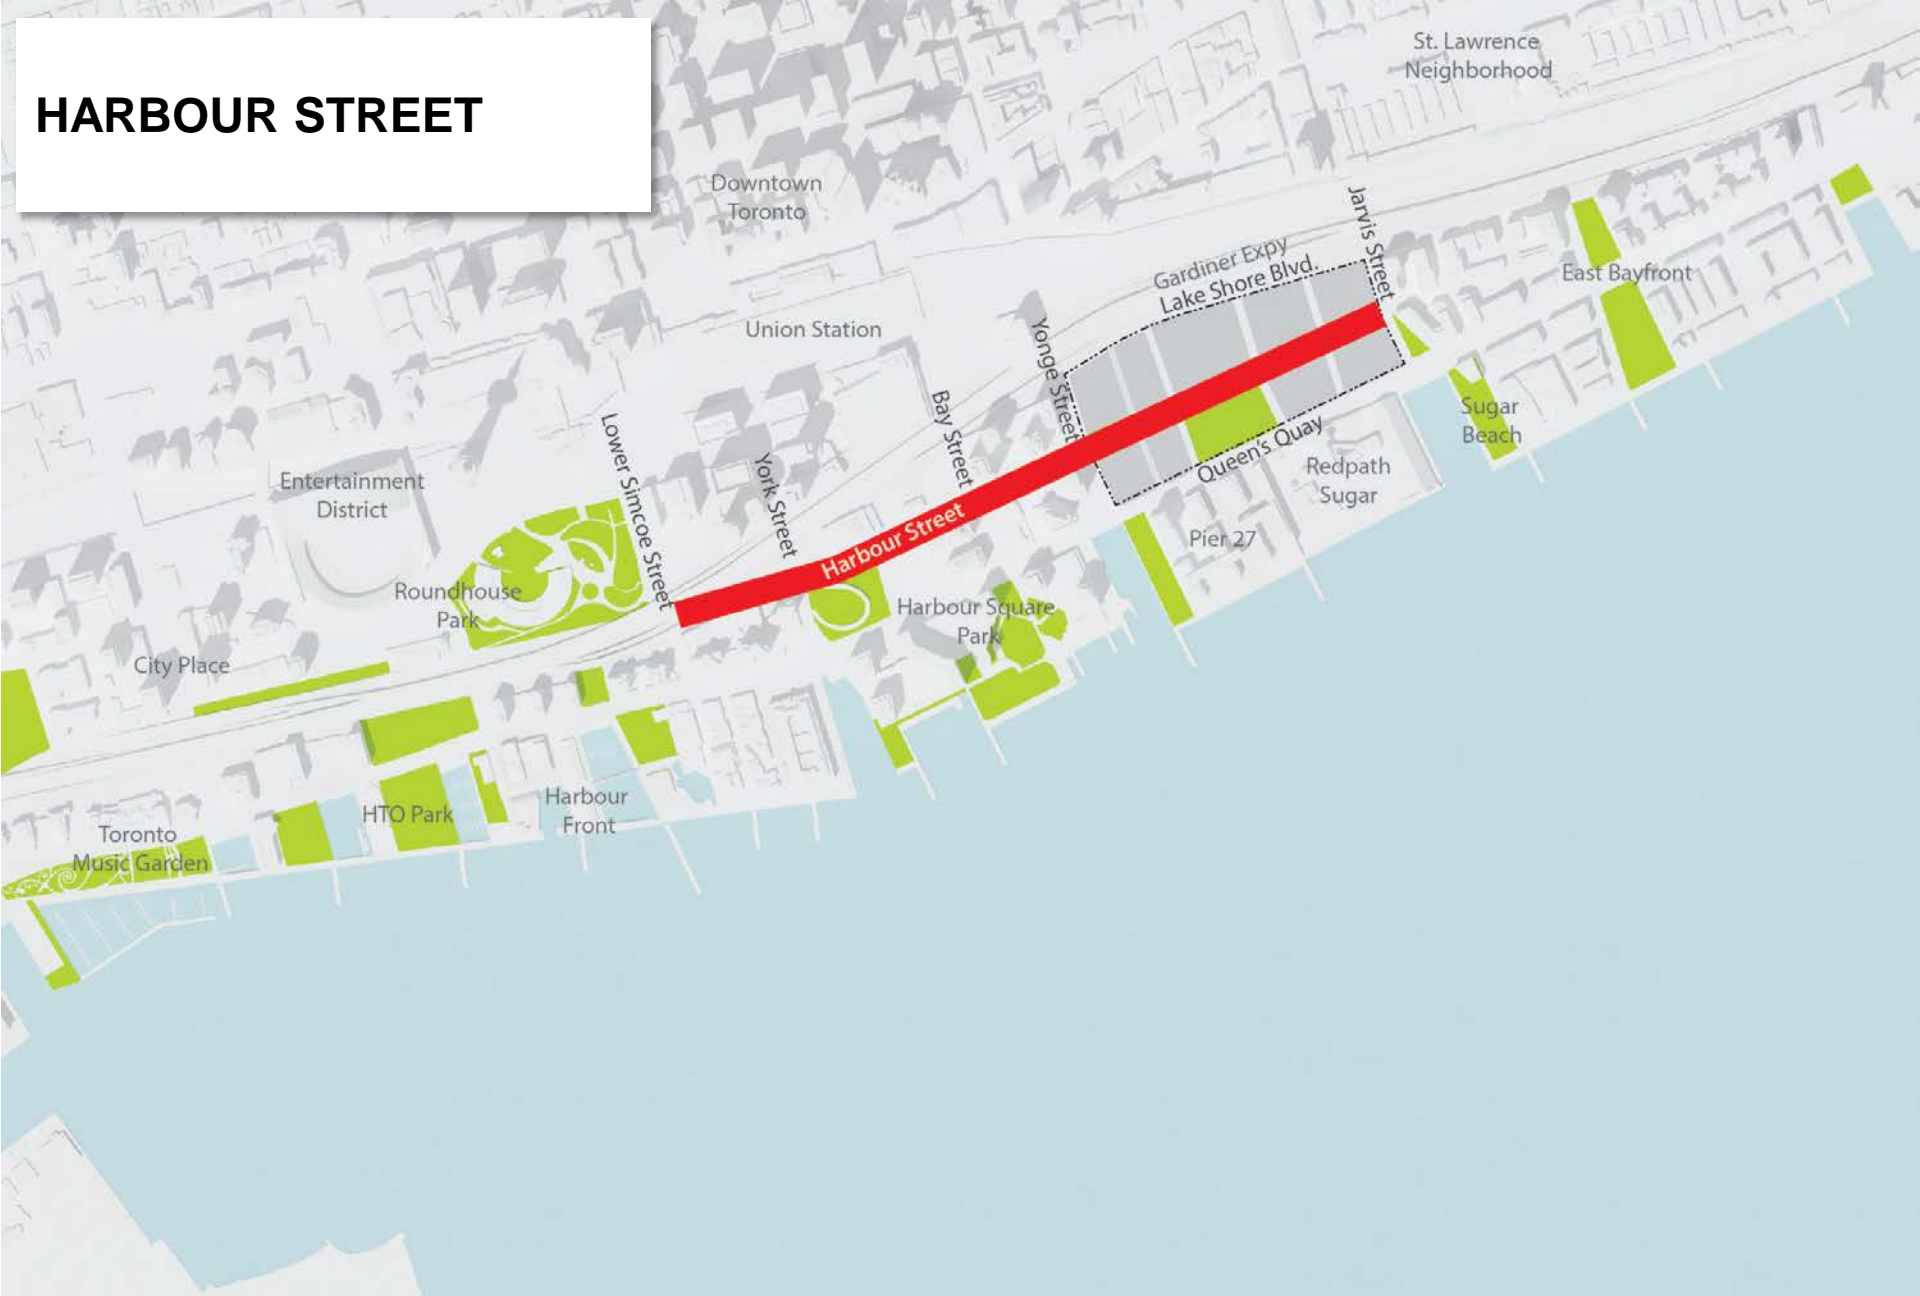 HARBOUR STREET
St. Lawrence
Neighborhood
Downtown
Toronto
Jarvis Street
Gardiner Expy
Lake Shore Blvd.
East Bayfront
Union Station
Yonge Street
Bay Street
Sugar
Beach
Lower Simcoe Street
York Street
Queen's Quay
Redpath
Sugar
Entertainment
District
Harbour Street
Pier 27
Roundhouse
Park
Harbour Square
Park
City Place
HTO Park
Harbour
Front
Toronto
Music Garden